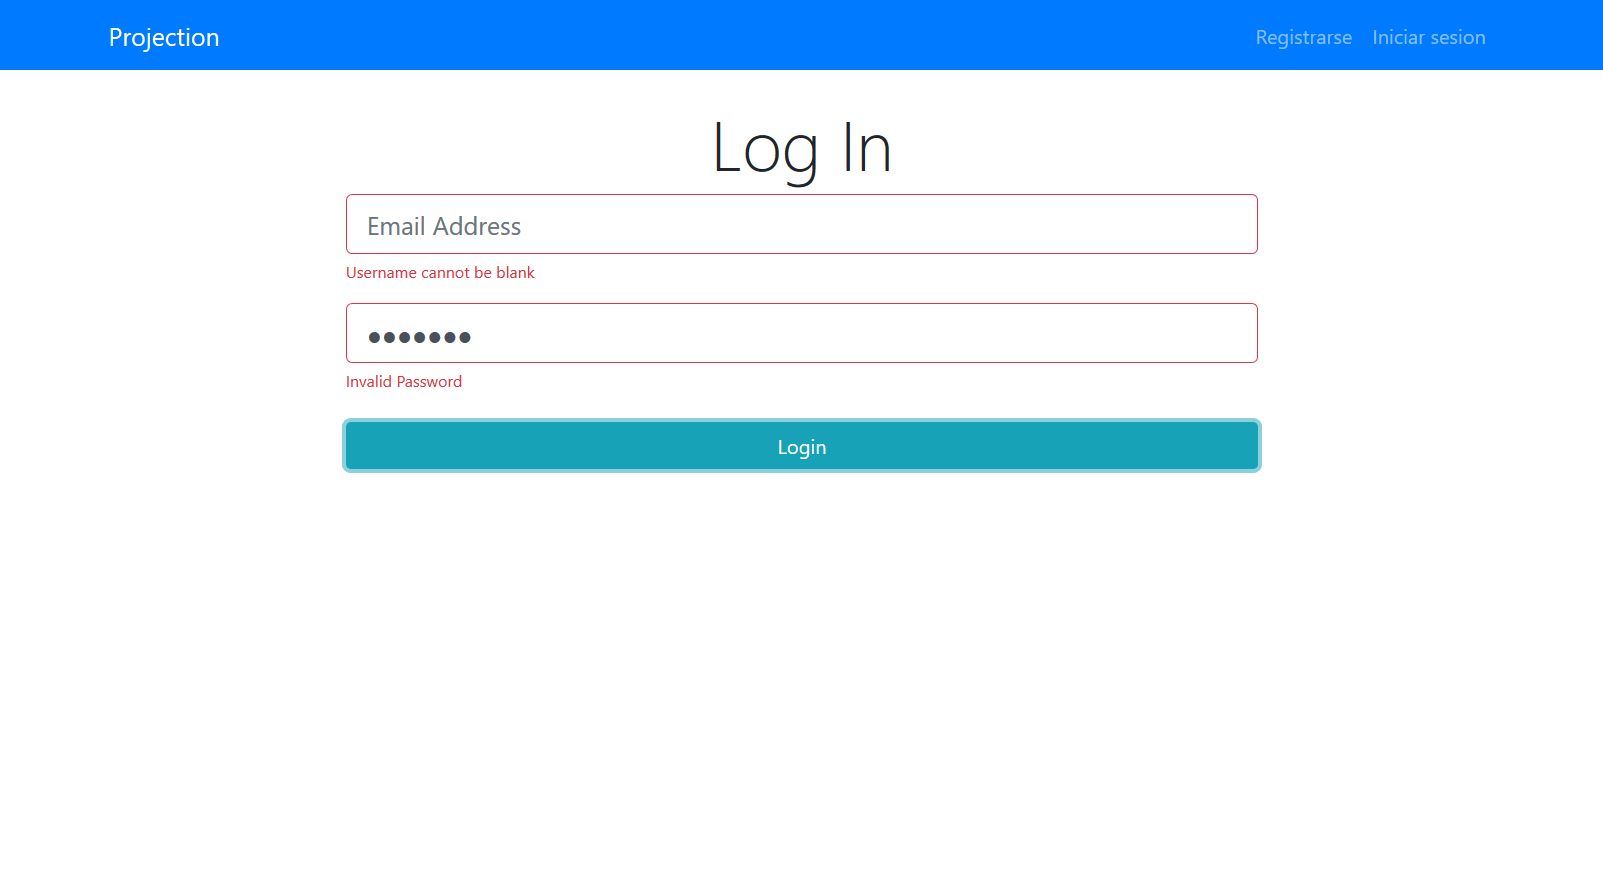 Projection Registrarse Iniciar sesion
Log In
Email Address
Username cannot be blank
•••••••
Invalid Password
Login